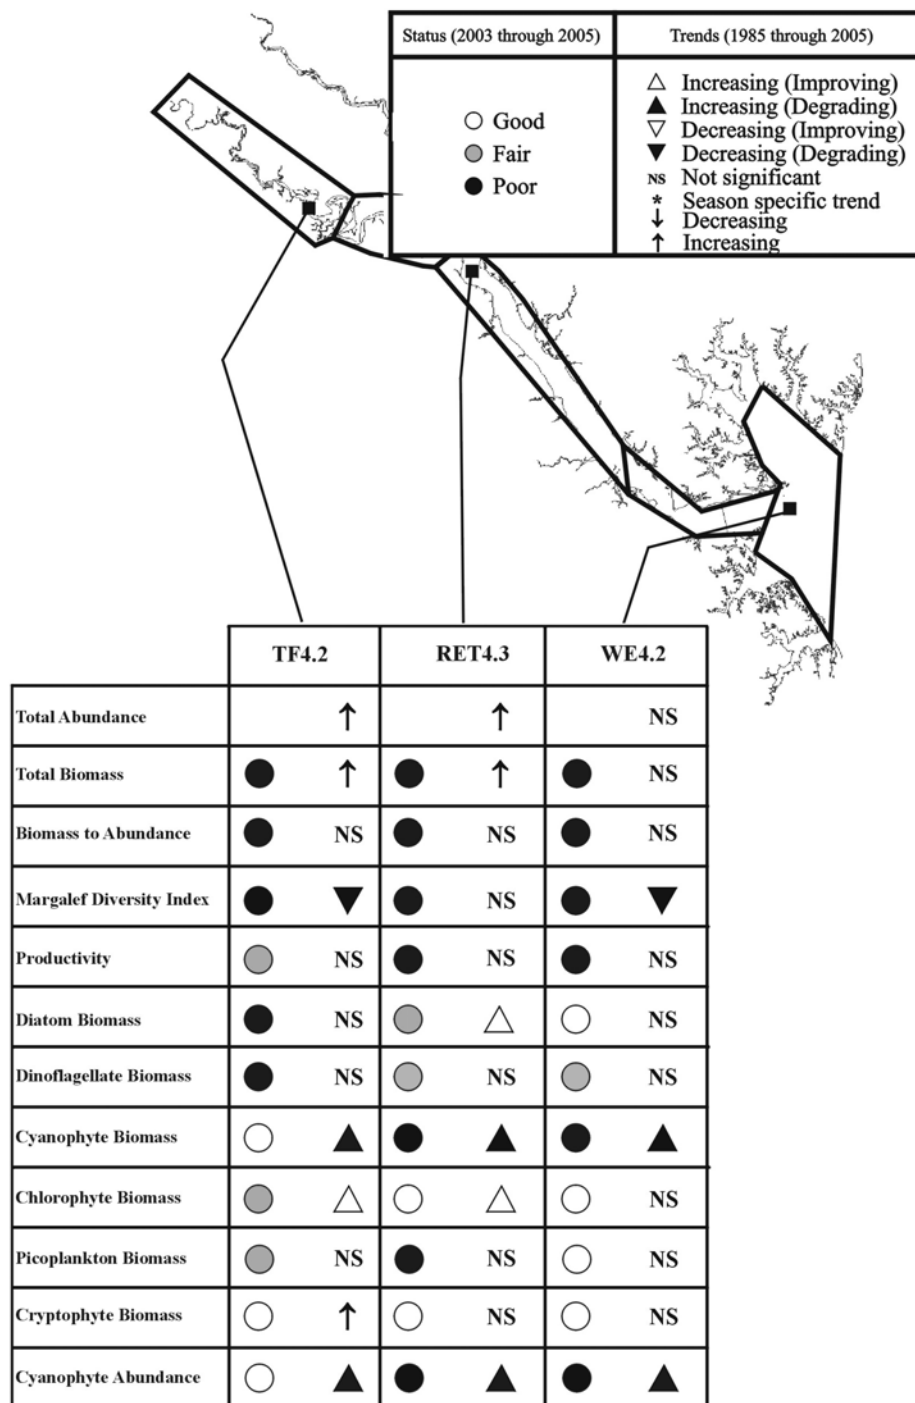 Status (2003 through 2005)
Trends (1985 through 2005)
Good
Fair
Poor
Increasing (Improving)
Increasing (Degrading)
Decreasing (Improving)
Decreasing (Degrading)
NS Not significant
* Season specific trend
↓ Decreasing
↑ Increasing
TF4.2 RET4.3 WE4.2
Total Abundance ↑ ↑ NS
Total Biomass ↑ ↑ NS
Biomass to Abundance NS NS NS
Margalef Diversity Index NS
Productivity NS NS NS
Diatom Biomass NS NS
Dinoflagellate Biomass NS NS NS
Cyanophyte Biomass
Chlorophyte Biomass NS
Picoplankton Biomass NS NS NS
Cryptophyte Biomass ↑ NS NS
Cyanophyte Abundance